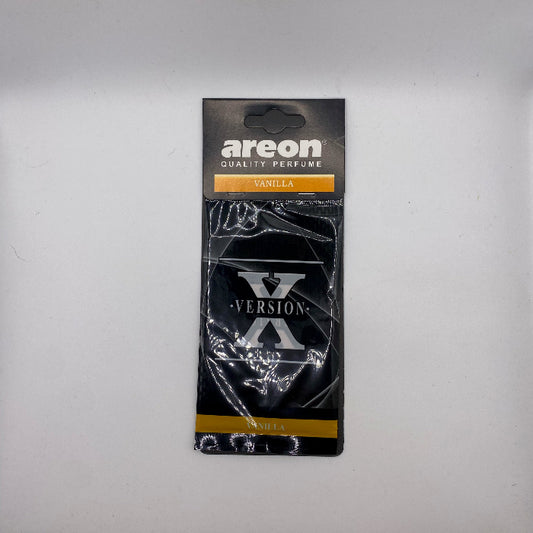 areon
QUALITY PERFUME
VANILLA
X
·VERSION·
VANILLA